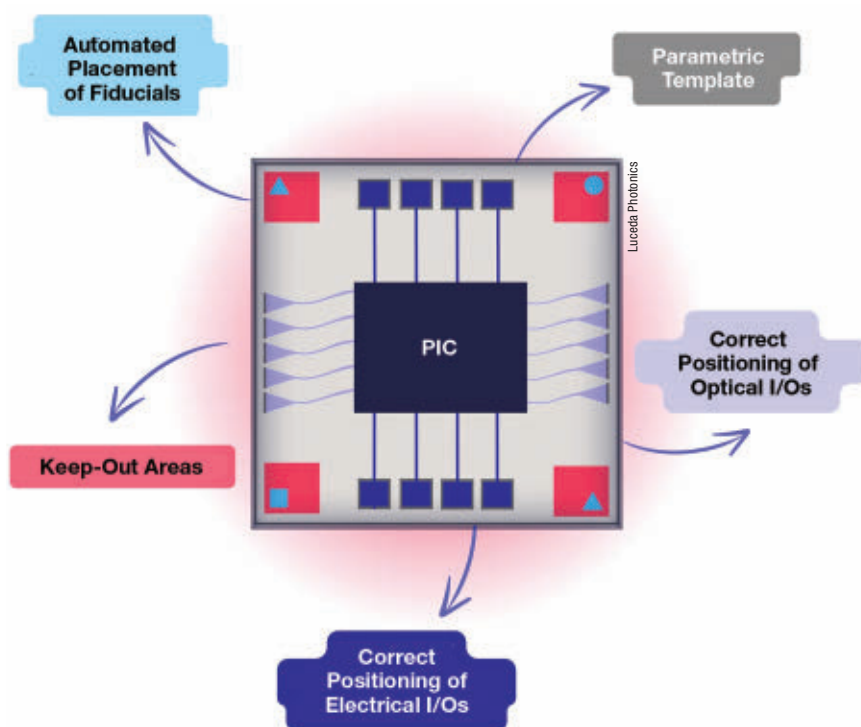 Automated
Placement
of Fiducials
Parametric
Template
Luceda Photonics
PIC
Correct
Positioning of
Optical I/Os
Keep-Out Areas
Correct
Positioning of
Electrical I/Os